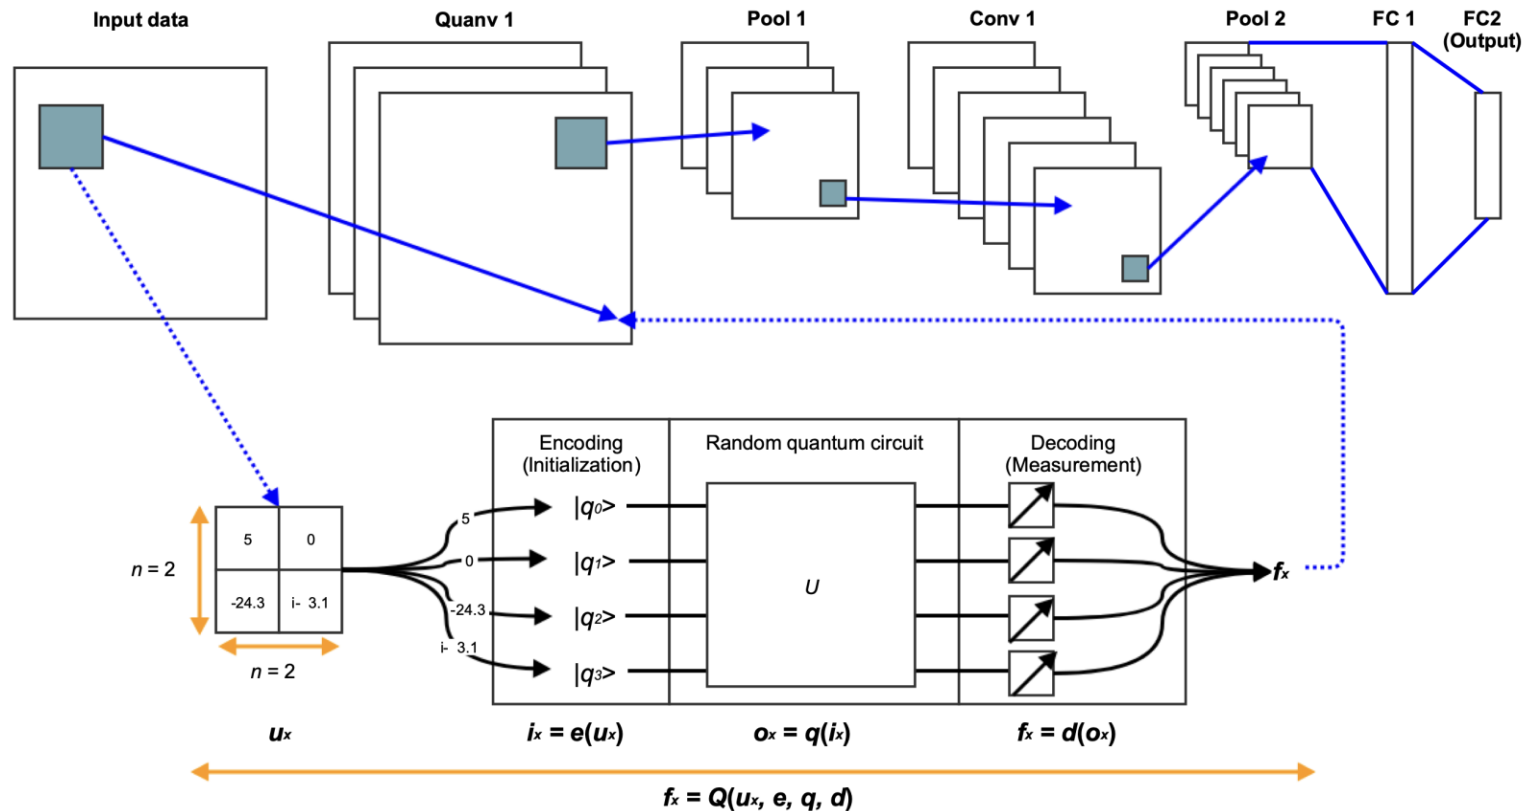 Input data
Quanv 1
Pool 1
Conv 1
Pool 2
FC 1
FC2
(Output)
Encoding
(Initialization)
Random quantum circuit
Decoding
(Measurement)
5
0
-24.3
i- 3.1
n = 2
n = 2
5
0
-24.3
i- 3.1
|q0>
|q1>
|q2>
|q3>
U
fx
ux
ix = e(ux)
ox = q(ix)
fx = d(ox)
fx = Q(ux, e, q, d)